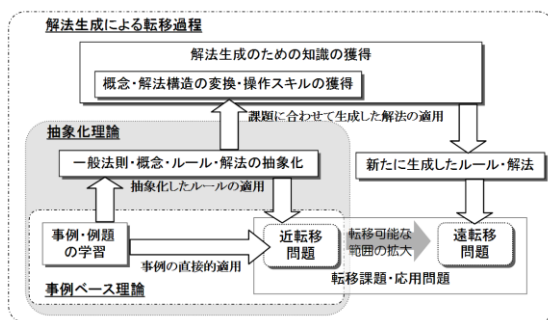 解法生成による転移過程
解法生成のための知識の獲得
概念・解法構造の変換・操作スキルの獲得
課題に合わせて生成した解法の適用
抽象化理論
一般法則・概念・ルール・解法の抽象化
新たに生成したルール・解法
抽象化したルールの適用
事例・例題
の学習
近転移
問題
転移可能な
範囲の拡大
遠転移
問題
事例の直接的適用
転移課題・応用問題
事例ベース理論